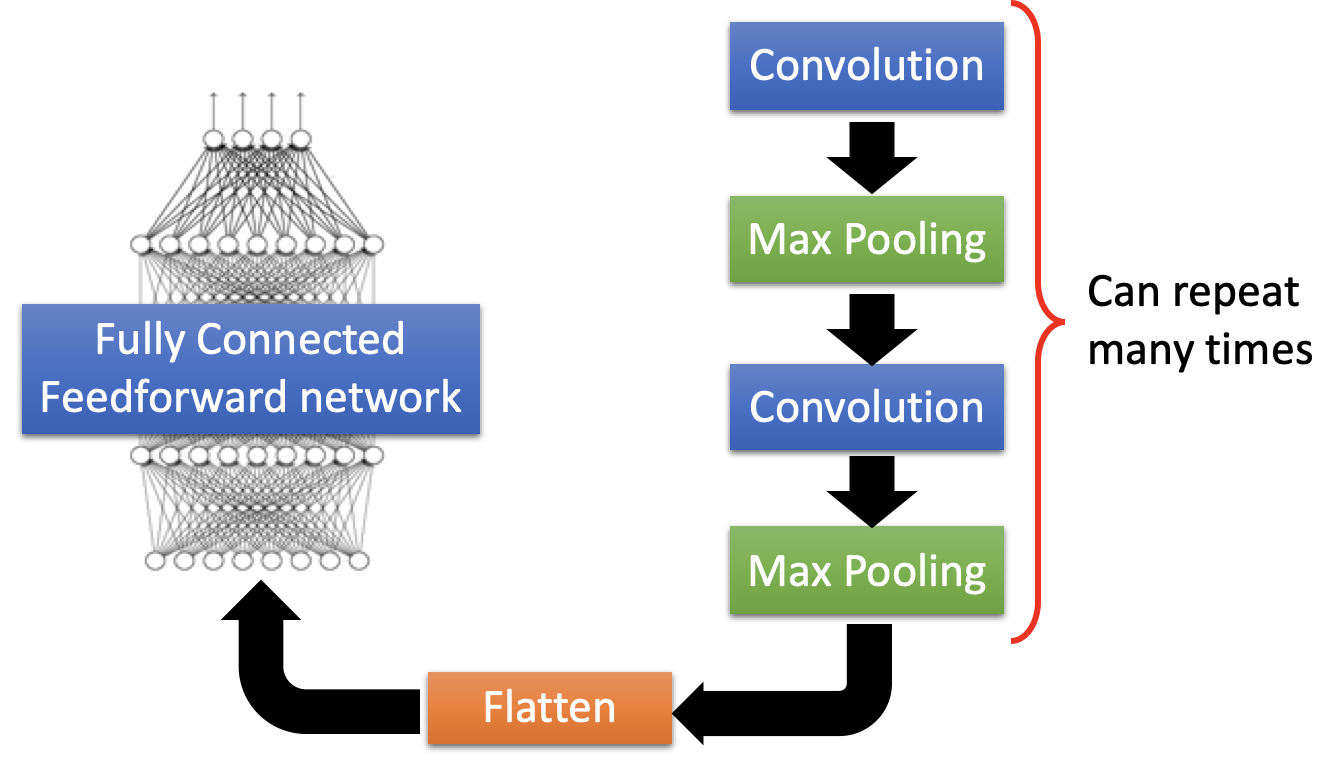 Convolution
Max Pooling
Convolution
Max Pooling
Can repeat
many times
Flatten
Fully Connected
Feedforward network